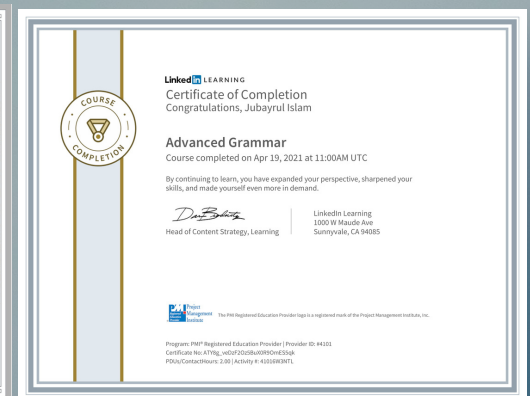 LinkedIn LEARNING
Certificate of Completion
Congratulations, Jubayrul Islam
COURSE
COMPLETION
Advanced Grammar
Course completed on Apr 19, 2021 at 11:00AM UTC
By continuing to learn, you have expanded your perspective, sharpened your
skills, and made yourself even more in demand.
Head of Content Strategy, Learning
LinkedIn Learning
1000 W Maude Ave
Sunnyvale, CA 94085
Project
Management
Institute
The PMI Registered Education Provider logo is a registered mark of the Project Management Institute, Inc.
Program: PMI® Registered Education Provider | Provider ID: #4101
PDUs/ContactHours: 2.00 | Activity #: 41016W3NTL